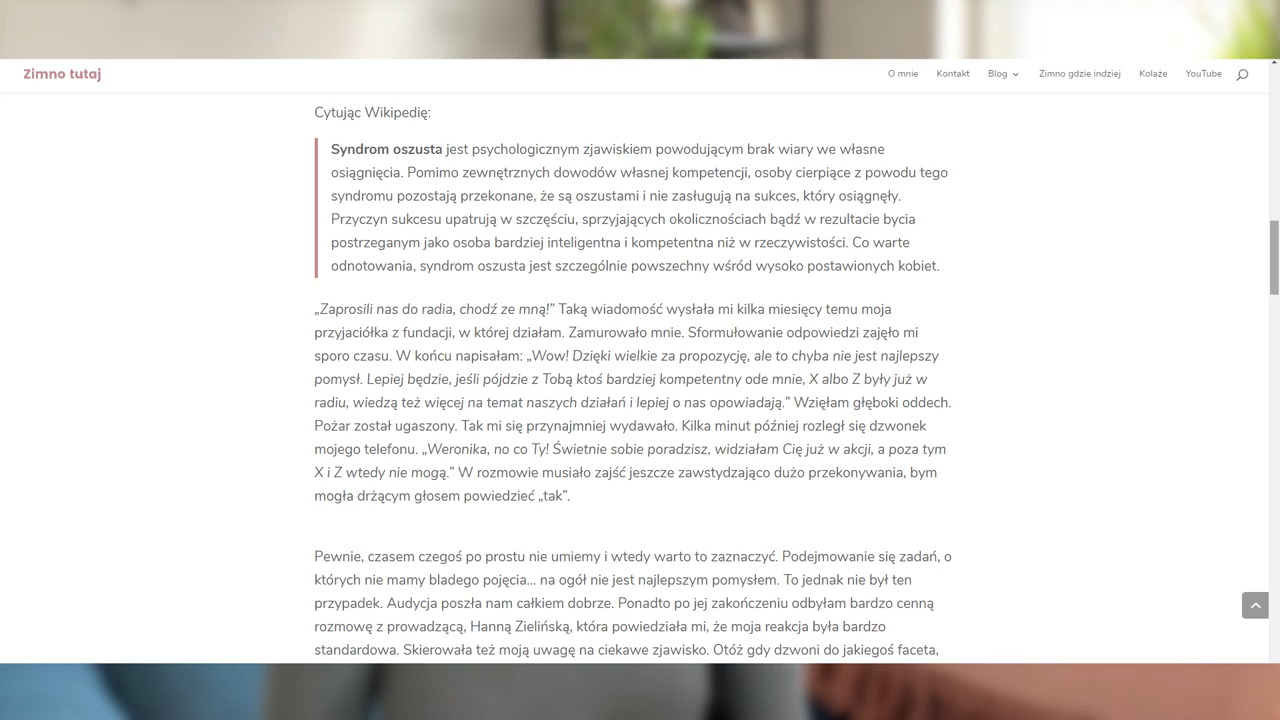 Zimno tutaj
O mnie Kontakt Blog Zimno gdzie indziej Kolaże YouTube
Cytując Wikipedię:
Syndrom oszusta jest psychologicznym zjawiskiem powodującym brak wiary we własne
osiągnięcia. Pomimo zewnętrznych dowodów własnej kompetencji, osoby cierpiące z powodu tego
syndromu pozostają przekonane, że są oszustami i nie zasługują na sukces, który osiągnęły.
Przyczyn sukcesu upatrują w szczęściu, sprzyjających okolicznościach bądź w rezultacie bycia
postrzeganym jako osoba bardziej inteligentna i kompetentna niż w rzeczywistości. Co warte
odnotowania, syndrom oszusta jest szczególnie powszechny wśród wysoko postawionych kobiet.
„Zaprosili nas do radia, chodź ze mną!” Taką wiadomość wysłała mi kilka miesięcy temu moja
przyjaciółka z fundacji, w której działam. Zamurowało mnie. Sformułowanie odpowiedzi zajęło mi
sporo czasu. W końcu napisałam: „Wow! Dzięki wielkie za propozycję, ale to chyba nie jest najlepszy
pomysł. Lepiej będzie, jeśli pójdzie z Tobą ktoś bardziej kompetentny ode mnie, X albo Z były już w
radiu, wiedzą też więcej na temat naszych działań i lepiej o nas opowiadają.” Wzięłam głęboki oddech.
Pożar został ugaszony. Tak mi się przynajmniej wydawało. Kilka minut później rozległ się dzwonek
mojego telefonu. „Weronika, no co Ty! Świetnie sobie poradzisz, widziałam Cię już w akcji, a poza tym
X i Z wtedy nie mogą.” W rozmowie musiało zajść jeszcze zawstydzająco dużo przekonywania, bym
mogła drżącym głosem powiedzieć „tak”.
Pewnie, czasem czegoś po prostu nie umiemy i wtedy warto to zaznaczyć. Podejmowanie się zadań, o
których nie mamy bladego pojęcia… na ogół nie jest najlepszym pomysłem. To jednak nie był ten
przypadek. Audycja poszła nam całkiem dobrze. Ponadto po jej zakończeniu odbyłam bardzo cenną
rozmowę z prowadzącą, Hanną Zielińską, która powiedziała mi, że moja reakcja była bardzo
standardowa. Skierowała też moją uwagę na ciekawe zjawisko. Otóż gdy dzwoni do jakiegoś faceta,